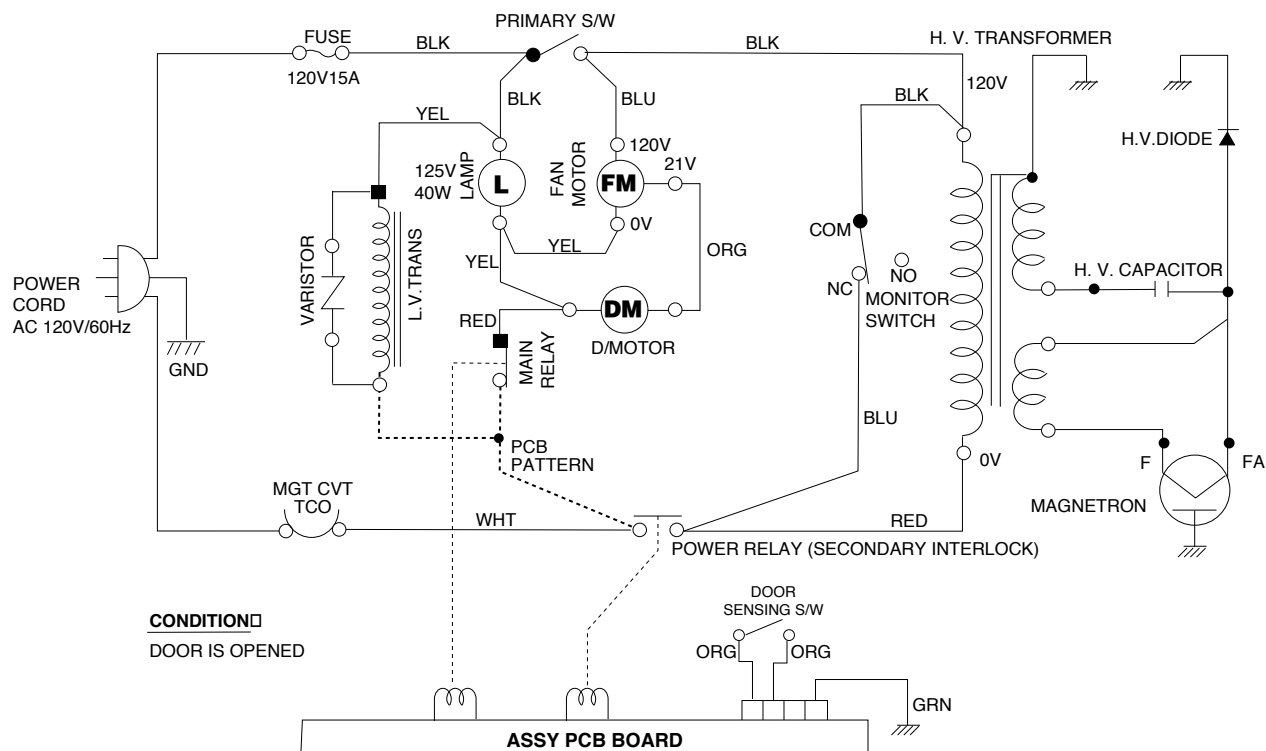 PRIMARY S/W
FUSE
BLK
BLK
H. V. TRANSFORMER
120V15A
120V
BLK
BLU
BLK
YEL
H.V.DIODE
120V
21V
125V
40W
LAMP
L
FAN
MOTOR
FM
0V
COM
ORG
VARISTOR
L.V.TRANS
YEL
YEL
NO
NC
MONITOR
SWITCH
H. V. CAPACITOR
POWER
CORD
AC 120V/60Hz
GND
RED
DM
D/MOTOR
MAIN
RELAY
BLU
PCB
PATTERN
0V
F
FA
MAGNETRON
MGT CVT
TCO
WHT
RED
POWER RELAY (SECONDARY INTERLOCK)
DOOR
SENSING S/W
CONDITION□
DOOR IS OPENED
ORG
ORG
GRN
ASSY PCB BOARD